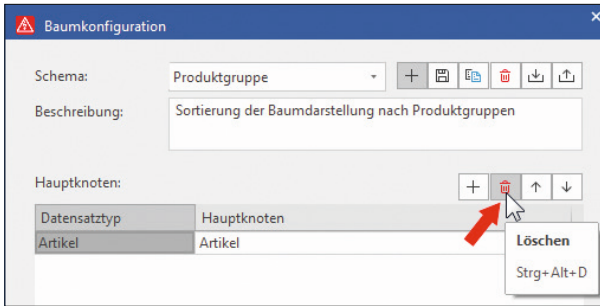 Baumkonfiguration
Schema: Produktgruppe
Beschreibung: Sortierung der Baumdarstellung nach Produktgruppen
Hauptknoten:
Datensatztyp Hauptknoten
Artikel Artikel
Löschen
Strg+Alt+D